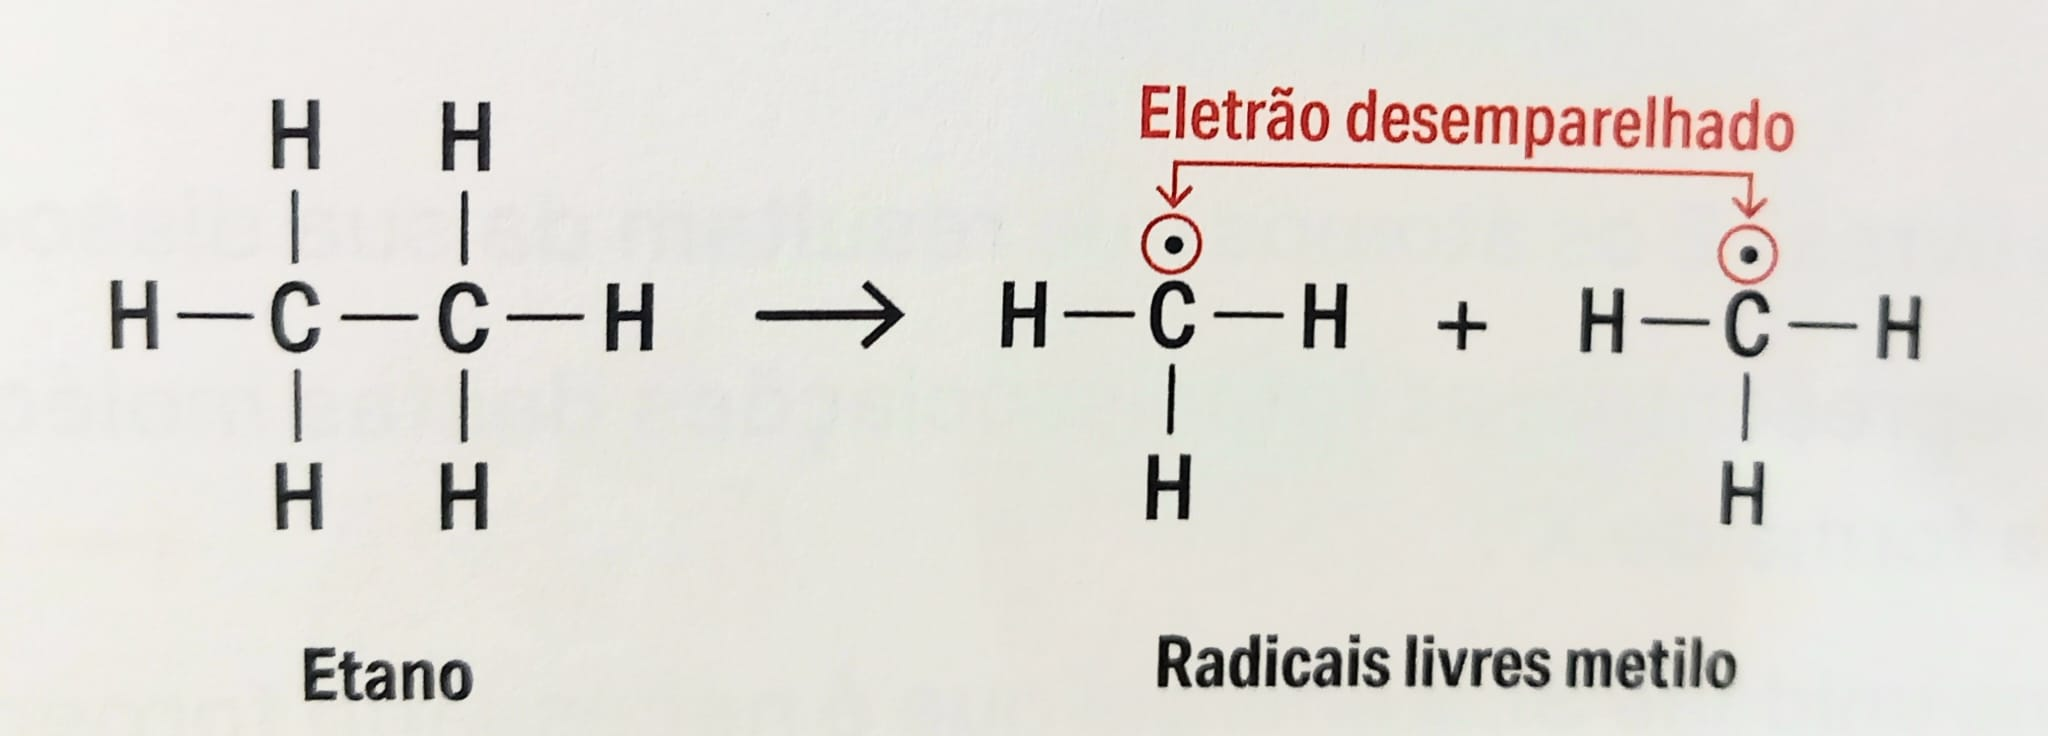 Eletrão desemparelhado
H H
H—C—C—H → H—C—H + H—C—H
H H H H
Etano Radicais livres metilo